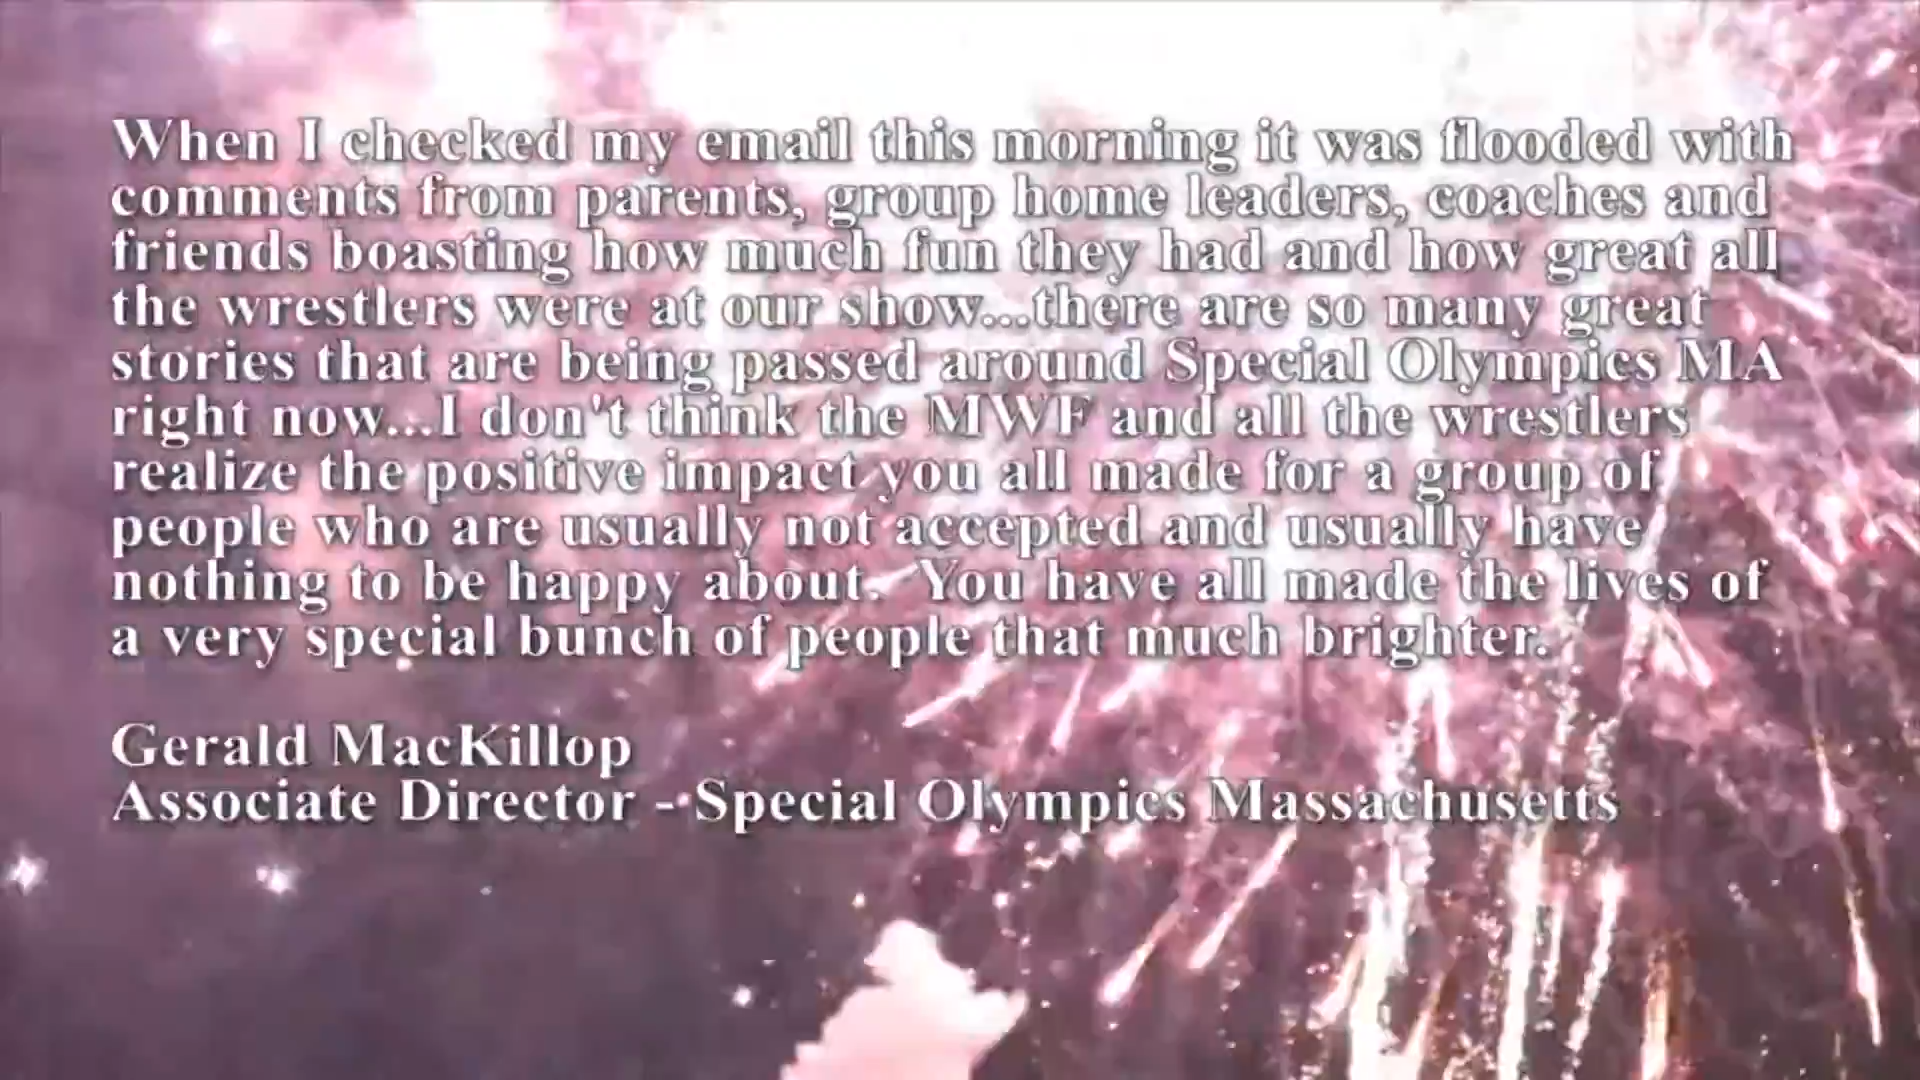 When I checked my email this morning it was flooded with
comments from parents, group home leaders, coaches and
friends boasting how much fun they had and how great all
the wrestlers were at our show...there are so many great
stories that are being passed around Special Olympics MA
right now...I don't think the MWF and all the wrestlers
realize the positive impact you all made for a group of
people who are usually not accepted and usually have
nothing to be happy about.  You have all made the lives of
a very special bunch of people that much brighter.
Gerald MacKillop
Associate Director - Special Olympics Massachusetts